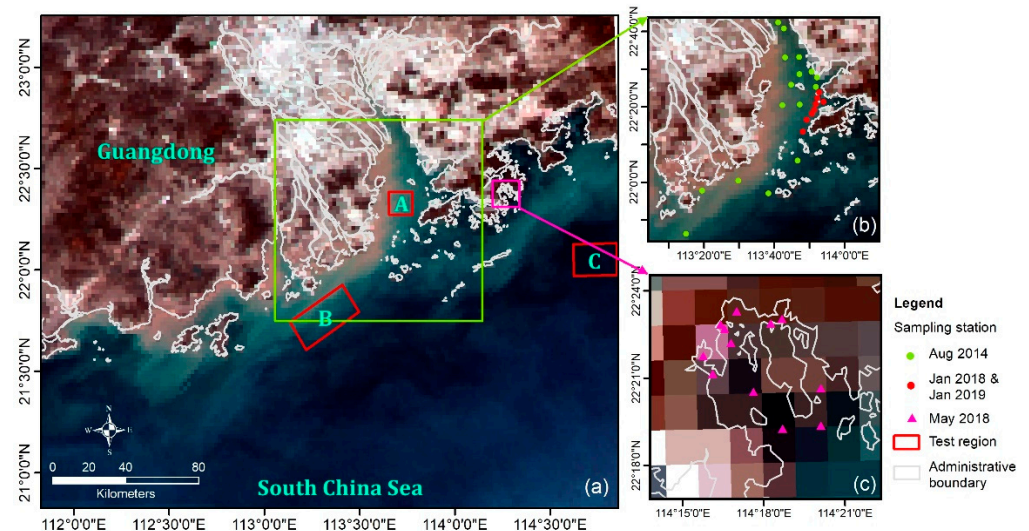 Guangdong
A
B
C
South China Sea
(a)
N
W
E
S
0 20 40 80
Kilometers
23°0'0"N
22°30'0"N
22°0'0"N
21°30'0"N
21°0'0"N
112°0'0"E 112°30'0"E 113°0'0"E 113°30'0"E 114°0'0"E 114°30'0"E
22°40'0"N
22°20'0"N
22°0'0"N
(b)
113°20'0"E 113°40'0"E 114°0'0"E
22°24'0"N
22°21'0"N
22°18'0"N
(c)
114°15'0"E 114°18'0"E 114°21'0"E
Legend
Sampling station
Aug 2014
Jan 2018 &
Jan 2019
May 2018
Test region
Administrative
boundary